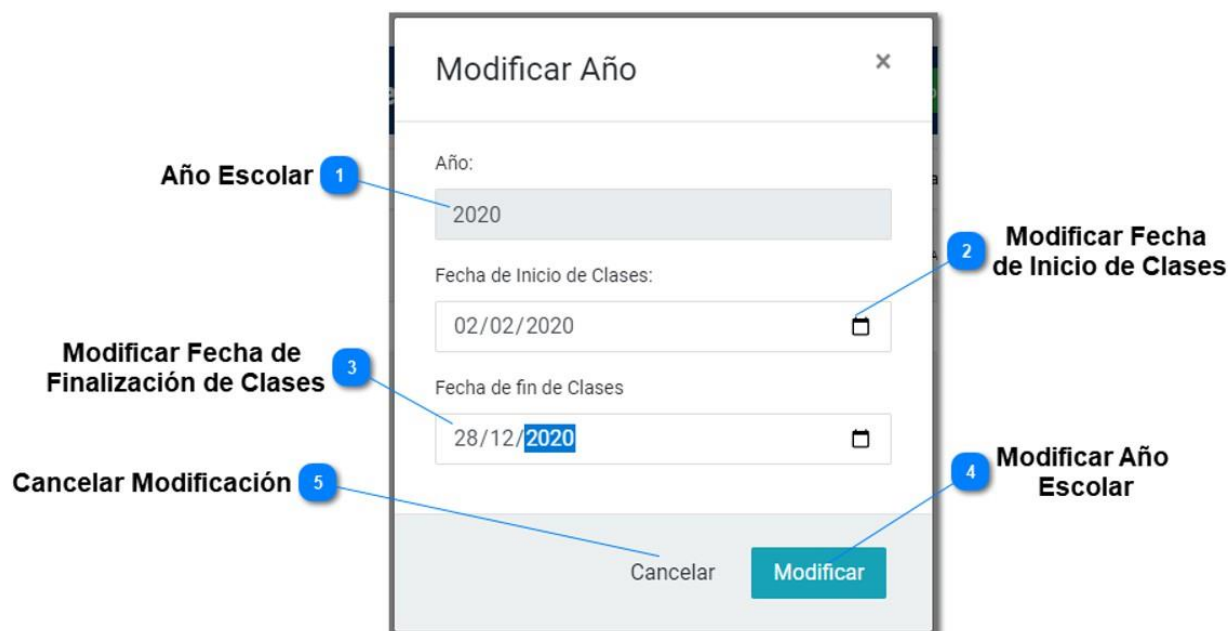 Modificar Año
×
Año Escolar 1
Año:
2020
2 Modificar Fecha
de Inicio de Clases
Fecha de Inicio de Clases:
02/02/2020
Modificar Fecha de
Finalización de Clases 3
Fecha de fin de Clases
28/12/2020
Cancelar Modificación 5
4 Modificar Año
Escolar
Cancelar
Modificar